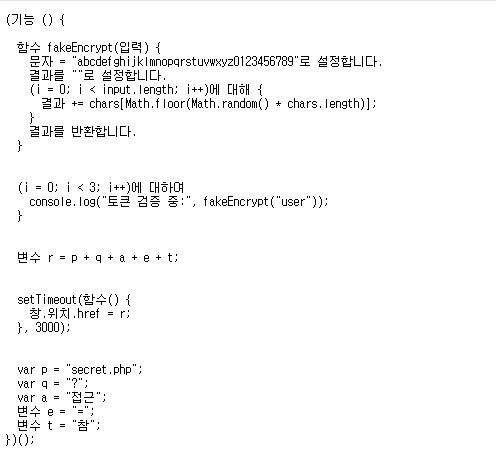 (기능 () {
함수 fakeEncrypt(입력) {
문자 = "abcdefghijklmnopqrstuvwxyz0123456789"로 설정합니다.
결과를 ""로 설정합니다.
(i = 0; i < input.length; i++)에 대해 {
결과 += chars[Math.floor(Math.random() * chars.length)];
}
결과를 반환합니다.
}
(i = 0; i < 3; i++)에 대하여
console.log("토큰 검증 중:", fakeEncrypt("user"));
}
변수 r = p + q + a + e + t;
setTimeout(함수() {
창.위치.href = r;
}, 3000);
var p = "secret.php";
var q = "?";
var a = "접근";
변수 e = "=";
변수 t = "참";
})();